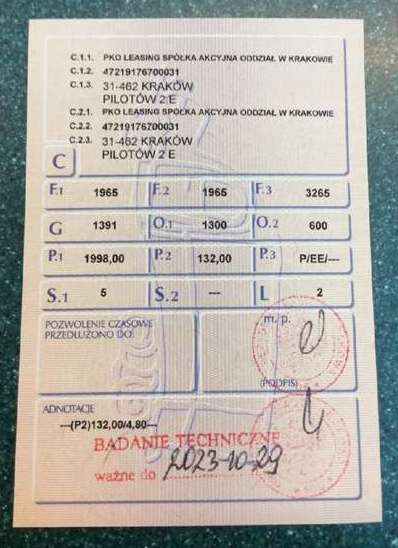 C.1.1. PKO LEASING SPÓŁKA AKCYJNA ODDZIAŁ W KRAKOWIE
C.1.2. 47219176700031
C.1.3. 31-462 KRAKÓW
PILOTÓW 2 E
C.2.1. PKO LEASING SPÓŁKA AKCYJNA ODDZIAŁ W KRAKOWIE
C.2.2. 47219176700031
C.2.3. 31-462 KRAKÓW
PILOTÓW 2 E
C
F.1 1965 F.2 1965 F.3 3265
G 1391 O.1 1300 O.2 600
P.1 1998,00 P.2 132,00 P.3 P/EE/---
S.1 5 S.2 --- L 2
POZWOLENIE CZASOWE
PRZEDŁUŻONO DO:
m. p.
(PODPIS)
ADNOTACJE
---(P2)132,00/4,80---
BADANIE TECHNICZNE
ważne do 2023-10-29